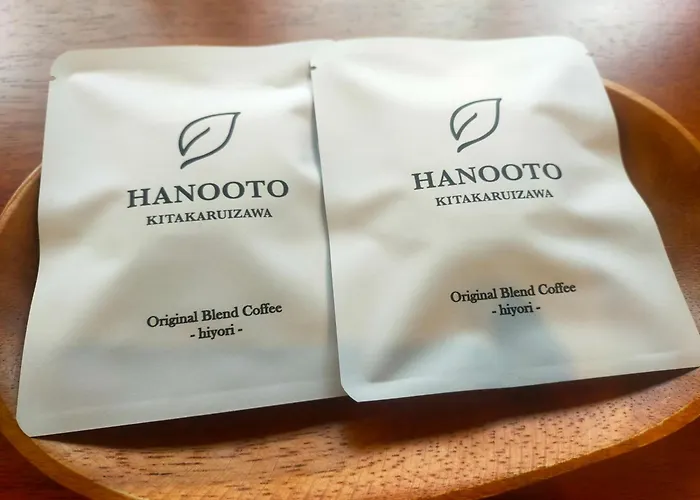 HANOOTO
KITAKARUIZAWA
Original Blend Coffee
- hiyori -
HANOOTO
KITAKARUIZAWA
Original Blend Coffee
- hiyori -